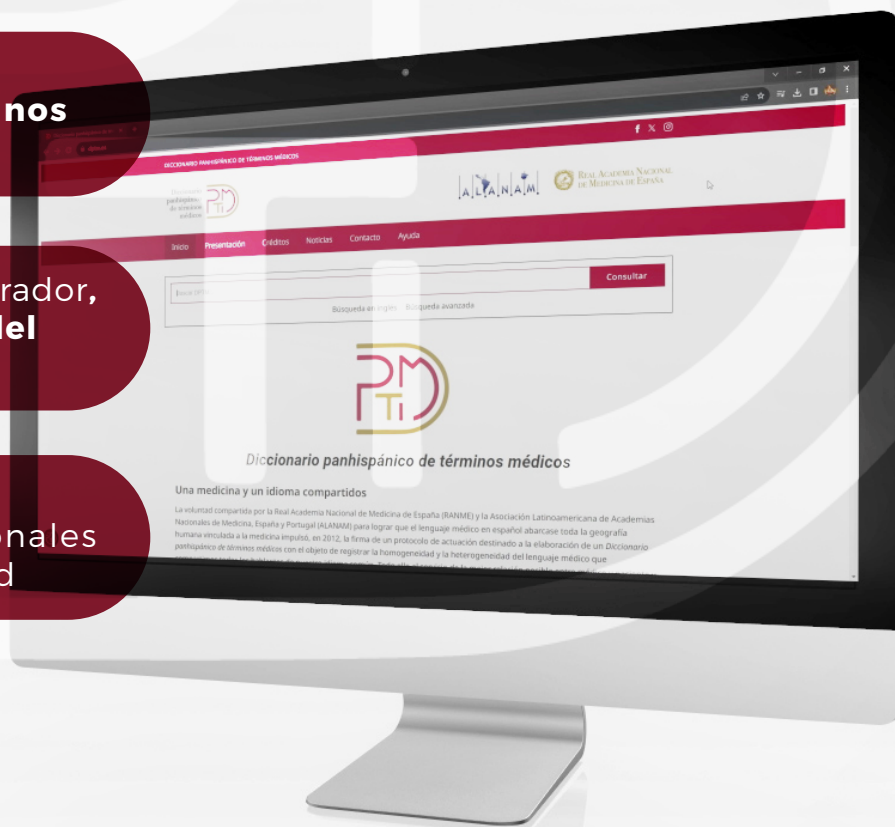 nos
rador,
del
onales
d
DICCIONARIO PANHISPÁNICO DE TÉRMINOS MÉDICOS
Diccionario
panhispánico
de términos
médicos
DPTM
ALANAM
REAL ACADEMIA NACIONAL
DE MEDICINA DE ESPAÑA
Inicio Presentación Créditos Noticias Contacto Ayuda
Consultar
Búsqueda en inglés Búsqueda avanzada
DPTM
Diccionario panhispánico de términos médicos
Una medicina y un idioma compartidos
La voluntad compartida por la Real Academia Nacional de Medicina de España (RANME) y la Asociación Latinoamericana de Academias
Nacionales de Medicina, España y Portugal (ALANAM) para lograr que el lenguaje médico en español abarcase toda la geografía
humana vinculada a la medicina impulsó, en 2012, la firma de un protocolo de actuación destinado a la elaboración de un Diccionario
panhispánico de términos médicos con el objeto de registrar la homogeneidad y la heterogeneidad del lenguaje médico que